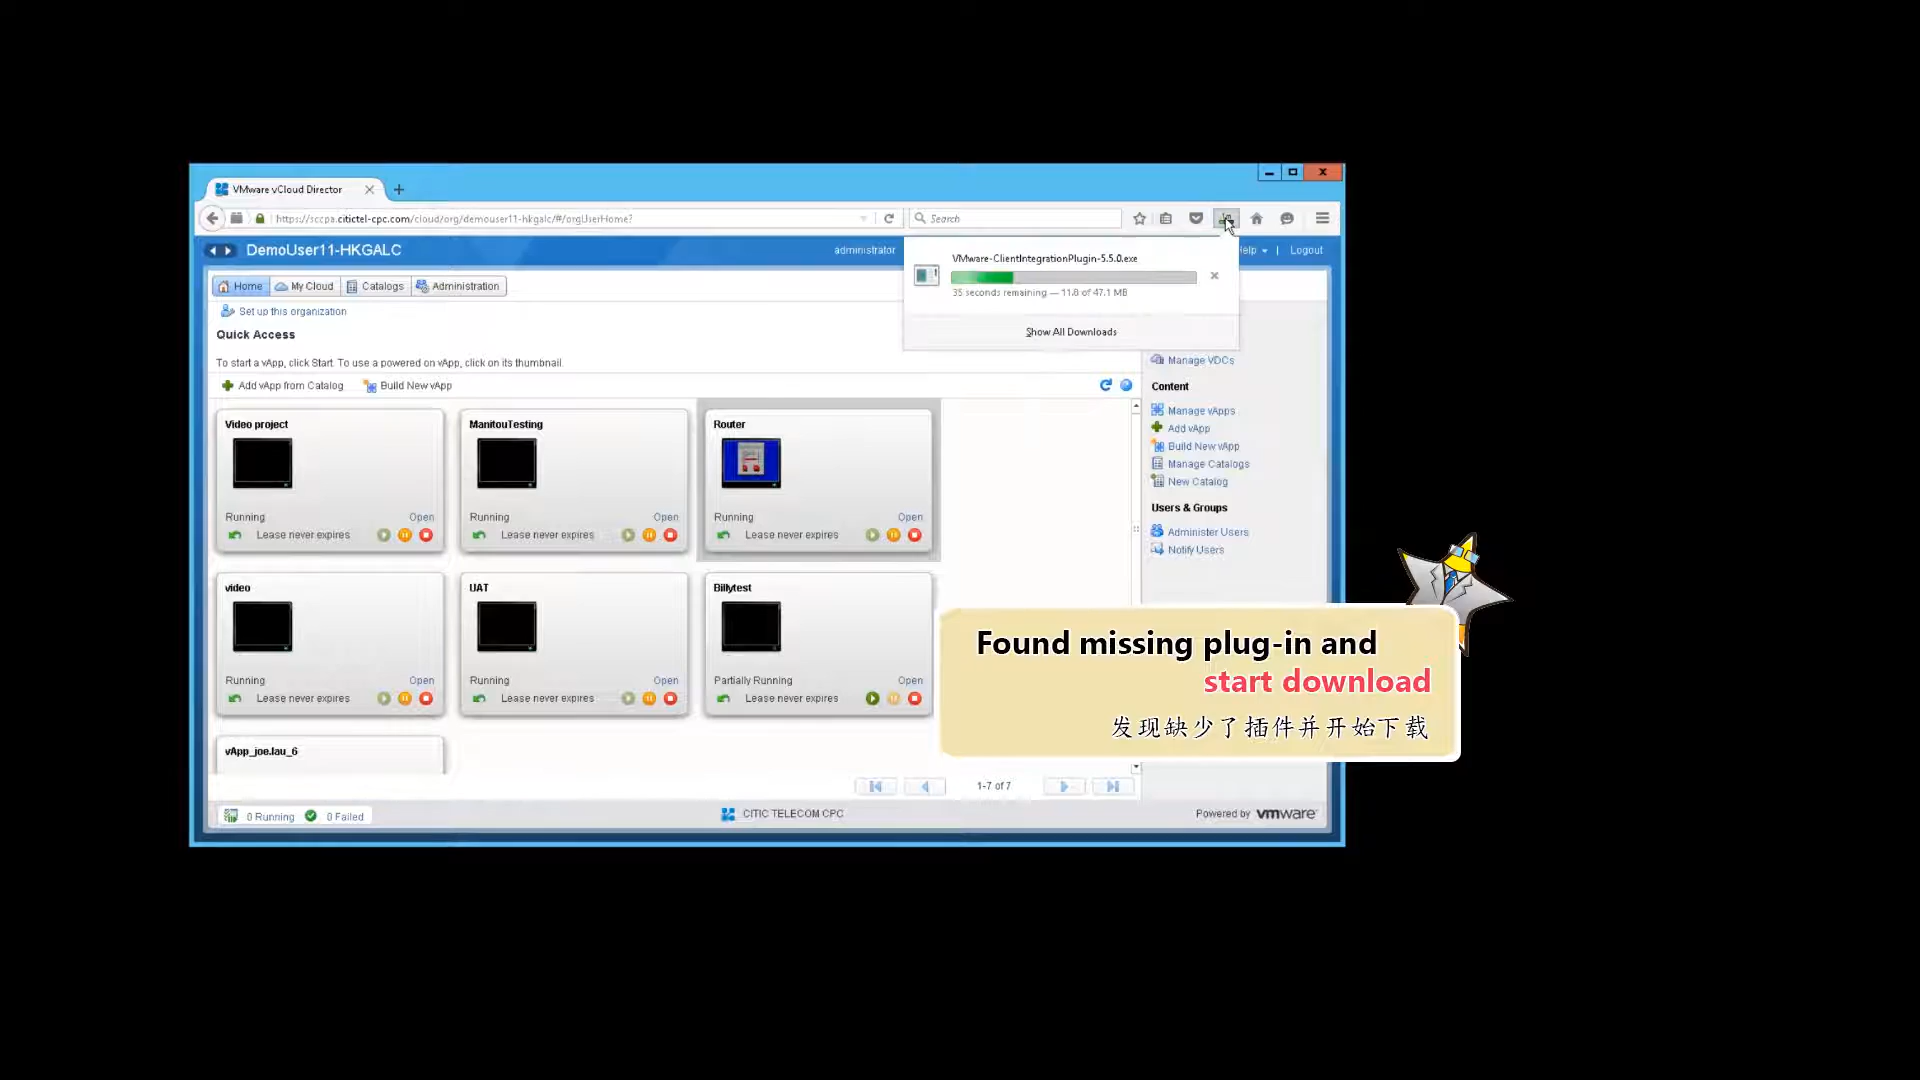 VMware vCloud Director
https://sccpa.citictel-cpc.com/cloud/org/demouser11-hkgalc/#/orgUserHome?
Search
DemoUser11-HKGALC
administrator
Help
|
Logout
VMware-ClientIntegrationPlugin-5.5.0.exe
35 seconds remaining — 11.8 of 47.1 MB
Show All Downloads
Home
My Cloud
Catalogs
Administration
Set up this organization
Quick Access
To start a vApp, click Start. To use a powered on vApp, click on its thumbnail.
Add vApp from Catalog
Build New vApp
Video project
Running
Open
Lease never expires
ManitouTesting
Running
Open
Lease never expires
Router
Running
Open
Lease never expires
video
Running
Open
Lease never expires
UAT
Running
Open
Lease never expires
Billytest
Partially Running
Open
Lease never expires
vApp_joe.lau_6
1-7 of 7
Manage VDCs
Content
Manage vApps
Add vApp
Build New vApp
Manage Catalogs
New Catalog
Users & Groups
Administer Users
Notify Users
Found missing plug-in and
start download
发现缺少了插件并开始下载
0 Running
0 Failed
CITIC TELECOM CPC
Powered by vmware